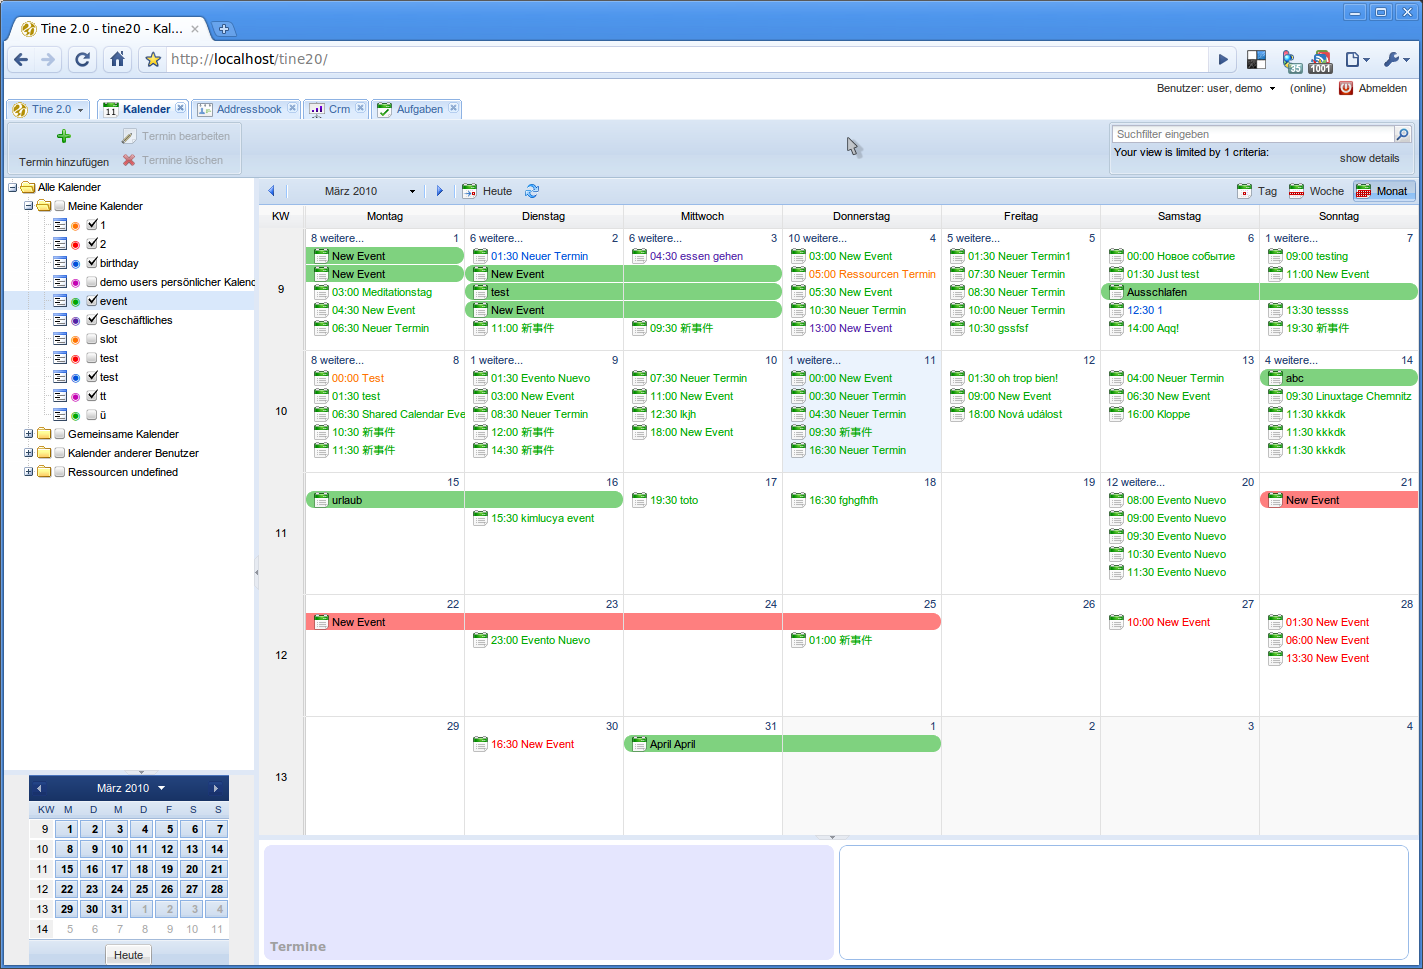 Tine 2.0 - tine20 - Kal...
http://localhost/tine20/
35
1001
Benutzer: user, demo (online) Abmelden
Tine 2.0 Kalender Addressbook Crm Aufgaben
Termin hinzufügen
Termin bearbeiten
Termine löschen
Suchfilter eingeben
Your view is limited by 1 criteria:
show details
Alle Kalender
Meine Kalender
1
2
birthday
demo users persönlicher Kalend
event
Geschäftliches
slot
test
test
tt
ü
Gemeinsame Kalender
Kalender anderer Benutzer
Ressourcen undefined
März 2010 Heute Tag Woche Monat
KW Montag Dienstag Mittwoch Donnerstag Freitag Samstag Sonntag
9
8 weitere... 1
New Event
New Event
03:00 Meditationstag
04:30 New Event
06:30 Neuer Termin
6 weitere... 2
01:30 Neuer Termin
New Event
test
New Event
11:00 新事件
6 weitere... 3
04:30 essen gehen
09:30 新事件
10 weitere... 4
03:00 New Event
05:00 Ressourcen Termin
05:30 New Event
10:30 Neuer Termin
13:00 New Event
5 weitere... 5
01:30 Neuer Termin1
07:30 Neuer Termin
08:30 Neuer Termin
10:00 Neuer Termin
10:30 gssfsf
6
00:00 Новое событие
01:30 Just test
Ausschlafen
12:30 1
14:00 Aqq!
1 weitere... 7
09:00 testing
11:00 New Event
13:30 tessss
19:30 新事件
10
8 weitere... 8
00:00 Test
01:30 test
06:30 Shared Calendar Eve
10:30 新事件
11:30 新事件
1 weitere... 9
01:30 Evento Nuevo
03:00 New Event
08:30 Neuer Termin
12:00 新事件
14:30 新事件
10
07:30 Neuer Termin
11:00 New Event
12:30 lkjh
18:00 New Event
1 weitere... 11
00:00 New Event
00:30 Neuer Termin
04:30 Neuer Termin
09:30 新事件
16:30 Neuer Termin
12
01:30 oh trop bien!
09:00 New Event
18:00 Nová událost
13
04:00 Neuer Termin
06:30 New Event
16:00 Kloppe
4 weitere... 14
abc
09:30 Linuxtage Chemnitz
11:30 kkkdk
11:30 kkkdk
11:30 kkkdk
11
15
urlaub
16
15:30 kimlucya event
17
19:30 toto
18
16:30 fghgfhfh
19
12 weitere... 20
08:00 Evento Nuevo
09:00 Evento Nuevo
09:30 Evento Nuevo
10:30 Evento Nuevo
11:30 Evento Nuevo
21
New Event
12
22
New Event
23
23:00 Evento Nuevo
24
25
01:00 新事件
26
27
10:00 New Event
28
01:30 New Event
06:00 New Event
13:30 New Event
13
29
30
16:30 New Event
31
April April
1
2
3
4
März 2010
KW M D M D F S S
9 1 2 3 4 5 6 7
10 8 9 10 11 12 13 14
11 15 16 17 18 19 20 21
12 22 23 24 25 26 27 28
13 29 30 31 1 2 3 4
14 5 6 7 8 9 10 11
Heute
Termine